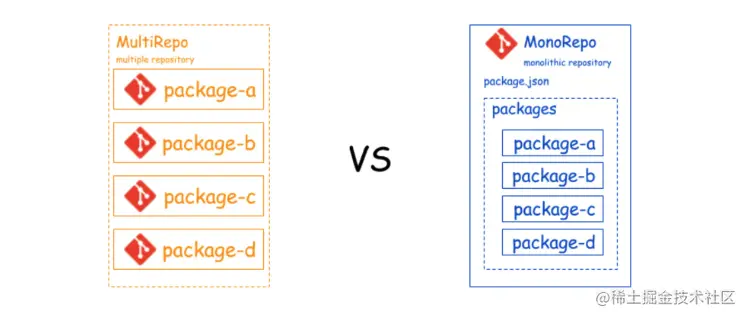 MultiRepo
multiple repository
package-a
package-b
package-c
package-d
VS
MonoRepo
monolithic repository
package.json
packages
package-a
package-b
package-c
package-d
@稀土掘金技术社区